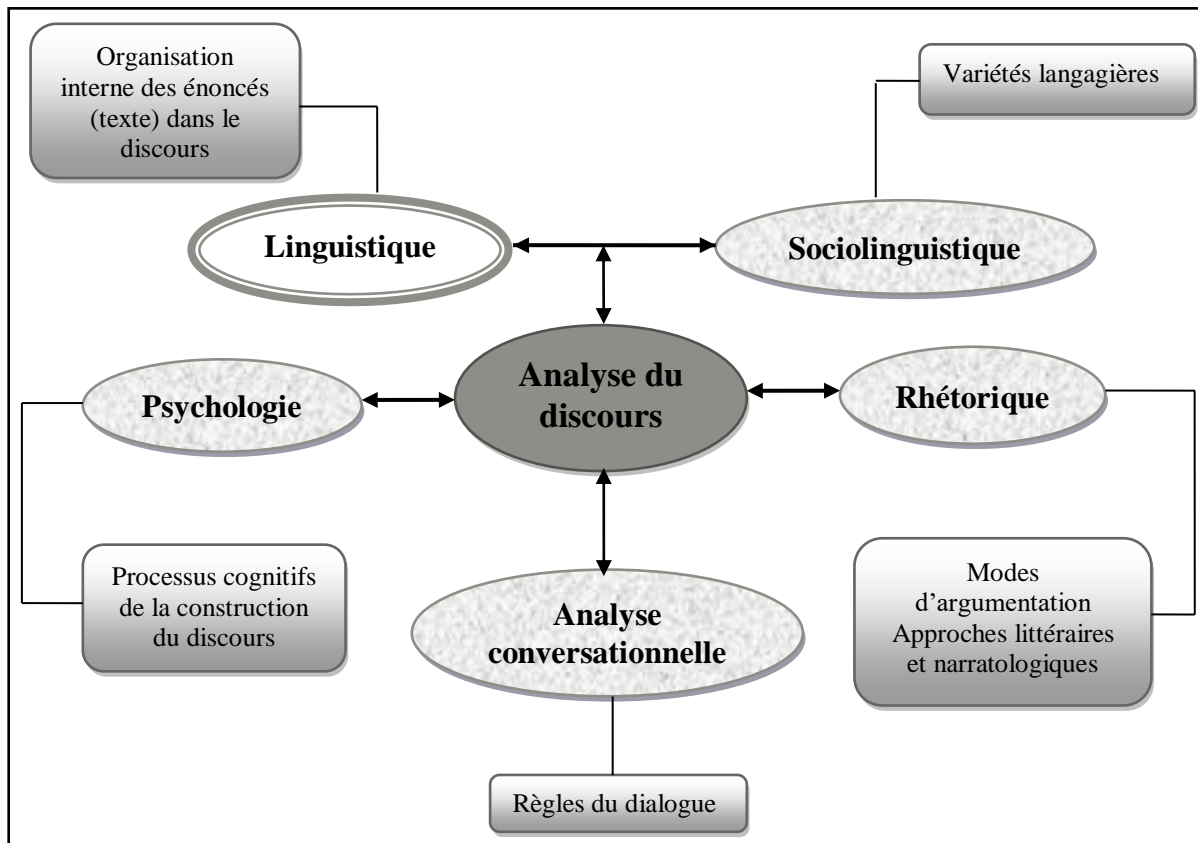 Organisation
interne des énoncés
(texte) dans le
discours
Variétés langagières
Linguistique
Sociolinguistique
Analyse du
discours
Psychologie
Rhétorique
Processus cognitifs
de la construction
du discours
Analyse
conversationnelle
Modes
d’argumentation
Approches littéraires
et narratologiques
Règles du dialogue